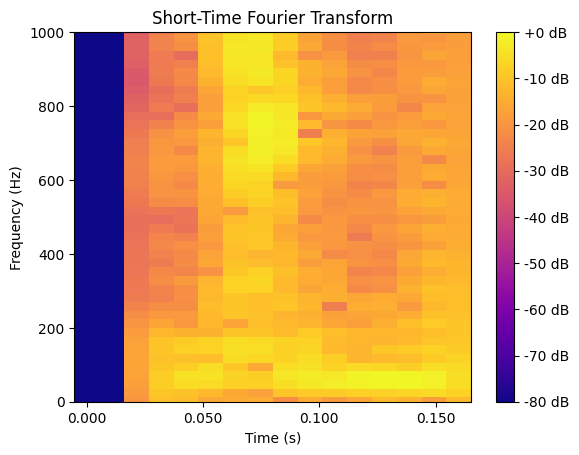 Short-Time Fourier Transform
1000
800
600
400
200
0
Frequency (Hz)
0.000
0.050
0.100
0.150
Time (s)
+0 dB
-10 dB
-20 dB
-30 dB
-40 dB
-50 dB
-60 dB
-70 dB
-80 dB